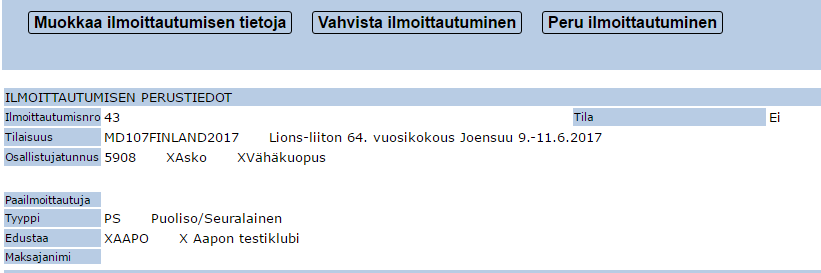 Muokkaa ilmoittautumisen tietoja Vahvista ilmoittautuminen Peru ilmoittautuminen
ILMOITTAUTUMISEN PERUSTIEDOT
Ilmoittautumisnro 43 Tila Ei
Tilaisuus MD107FINLAND2017 Lions-liiton 64. vuosikokous Joensuu 9.-11.6.2017
Osallistujatunnus 5908 XAsko XVähäkuopus
Paailmoittautuja
Tyyppi PS Puoliso/Seuralainen
Edustaa XAAPO X Aapon testiklubi
Maksajanimi